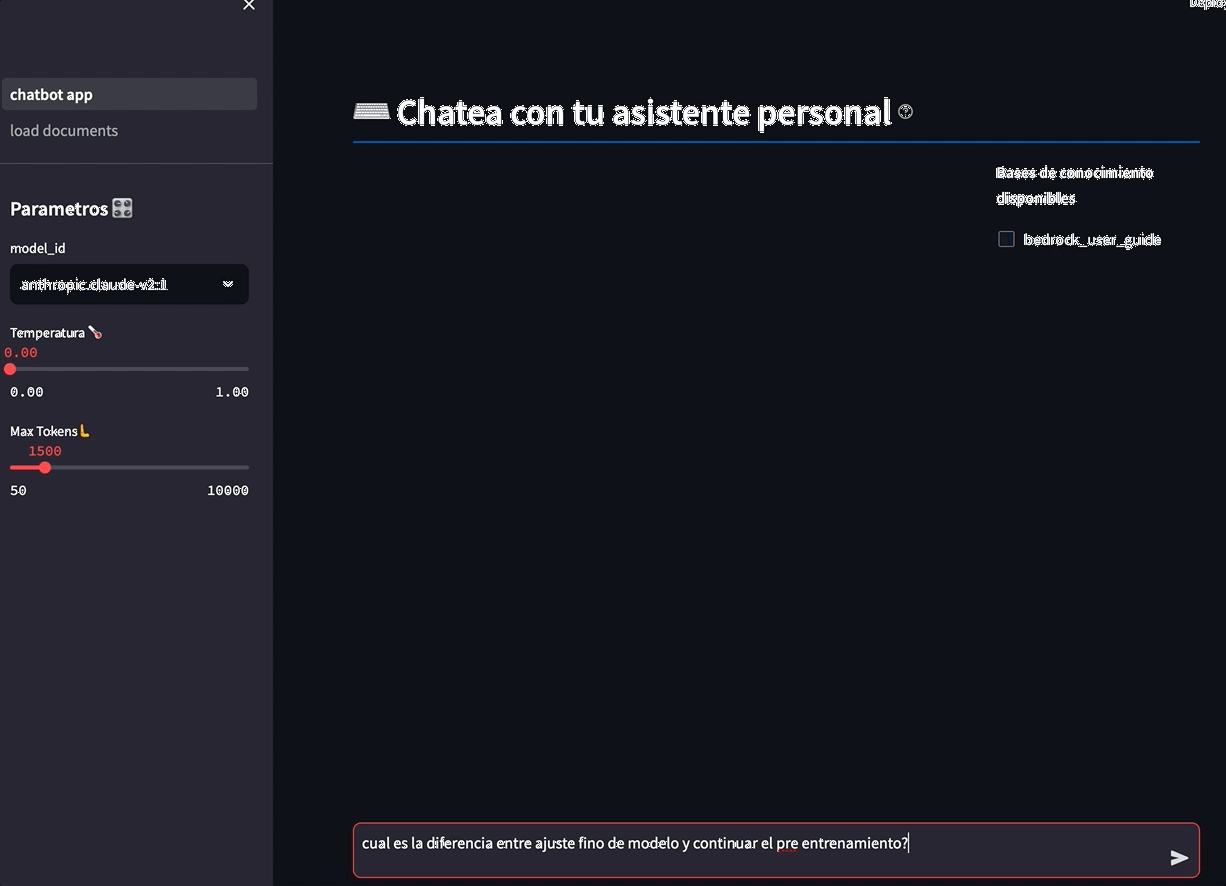 Deploy
chatbot app
load documents
Parametros
model_id
anthropic.claude-v2:1
Temperatura
0.00
0.00 1.00
Max Tokens
1500
50 10000
Chatea con tu asistente personal
Bases de conocimiento
disponibles
bedrock_user_guide
cual es la diferencia entre ajuste fino de modelo y continuar el pre entrenamiento?